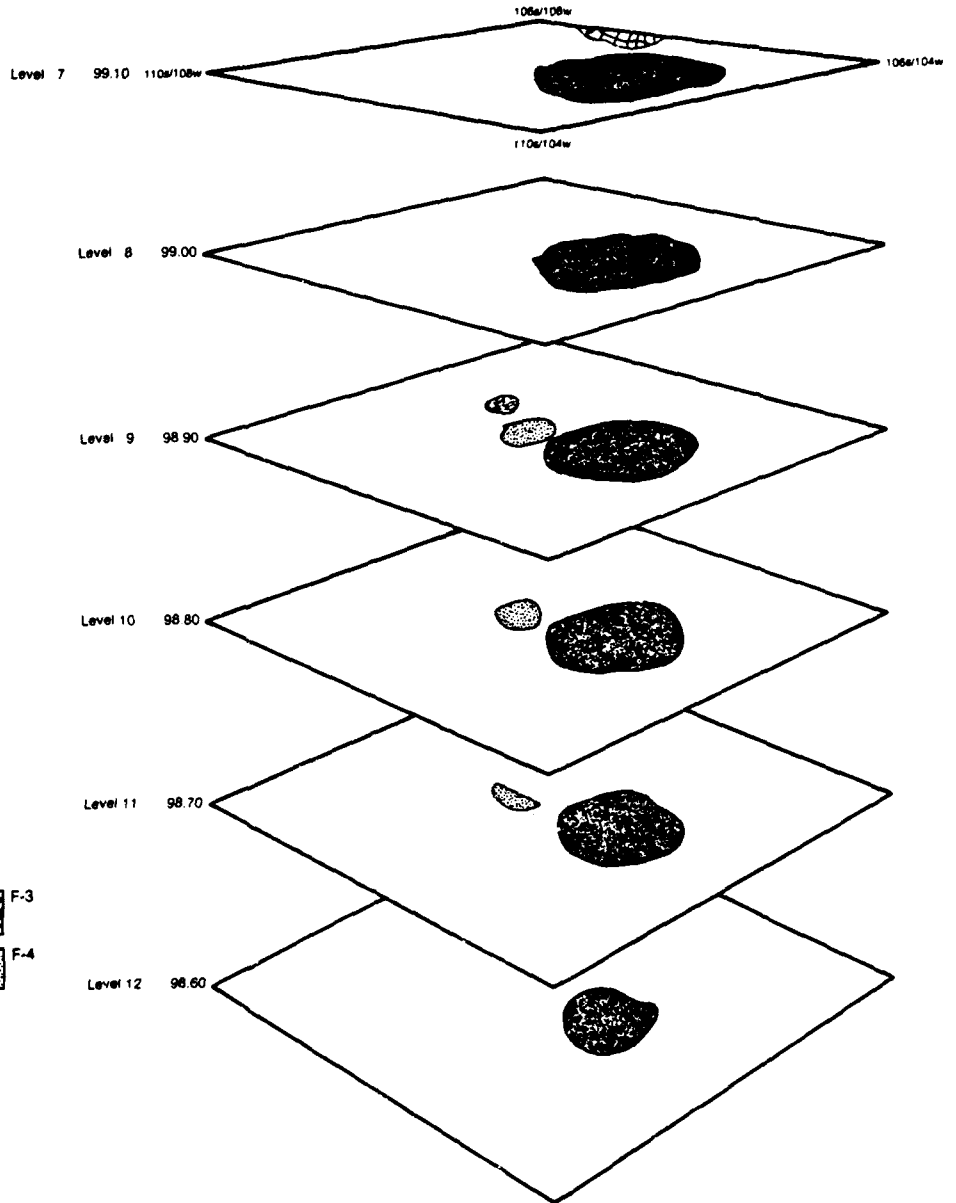 106s/108w
Level 7 99.10 110s/108w 106s/104w
110s/104w
Level 8 99.00
Level 9 98.90
Level 10 98.80
Level 11 98.70
F-3
F-4
Level 12 98.60